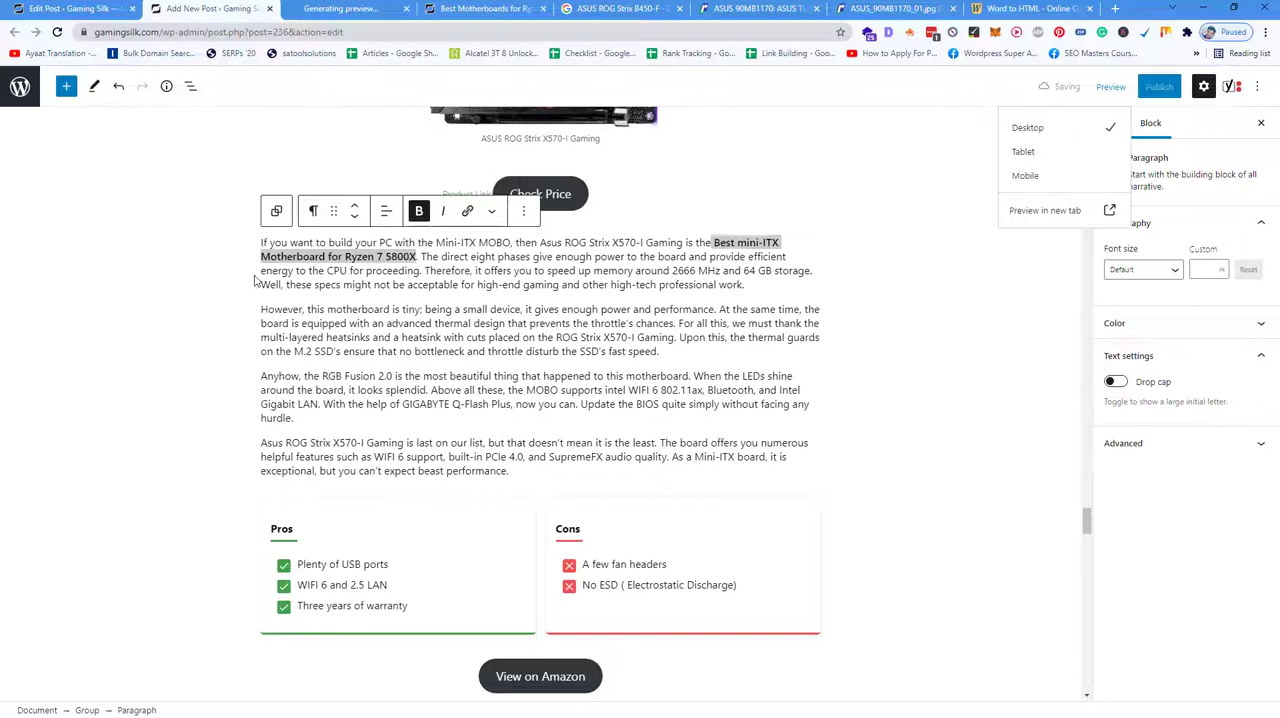 Edit Post ‹ Gaming Silk
Add New Post ‹ Gaming Sil
Generating preview...
Best Motherboards for Ryz
ASUS ROG Strix B450-F - G
ASUS 90MB1170: ASUS TU
ASUS 90MB1170_01.jpg (
Word to HTML - Online C
gamingsilk.com/wp-admin/post.php?post=236&action=edit
25
1
Paused
Ayaat Translation -...
Bulk Domain Search...
SERPs '20
satoolsolutions
Articles - Google Sh...
Alcatel 3T 8 Unlock...
Checklist - Google...
Rank Tracking - Go...
Link Building - Goo...
How to Apply For P...
Wordpress Super A...
SEO Masters Cours...
Reading list
Saving
Preview
Publish
Desktop
Tablet
Mobile
Preview in new tab
Block
Paragraph
Start with the building block of all
narrative.
ography
Font size
Custom
Default
PX
Reset
Color
Text settings
Drop cap
Toggle to show a large initial letter.
Advanced
ASUS ROG Strix X570-I Gaming
Product Link
Check Price
B
I
If you want to build your PC with the Mini-ITX MOBO, then Asus ROG Strix X570-I Gaming is the Best mini-ITX
Motherboard for Ryzen 7 5800X. The direct eight phases give enough power to the board and provide efficient
energy to the CPU for proceeding. Therefore, it offers you to speed up memory around 2666 MHz and 64 GB storage.
Well, these specs might not be acceptable for high-end gaming and other high-tech professional work.
However, this motherboard is tiny; being a small device, it gives enough power and performance. At the same time, the
board is equipped with an advanced thermal design that prevents the throttle's chances. For all this, we must thank the
multi-layered heatsinks and a heatsink with cuts placed on the ROG Strix X570-I Gaming. Upon this, the thermal guards
on the M.2 SSD's ensure that no bottleneck and throttle disturb the SSD's fast speed.
Anyhow, the RGB Fusion 2.0 is the most beautiful thing that happened to this motherboard. When the LEDs shine
around the board, it looks splendid. Above all these, the MOBO supports intel WIFI 6 802.11ax, Bluetooth, and Intel
Gigabit LAN. With the help of GIGABYTE Q-Flash Plus, now you can. Update the BIOS quite simply without facing any
hurdle.
Asus ROG Strix X570-I Gaming is last on our list, but that doesn't mean it is the least. The board offers you numerous
helpful features such as WIFI 6 support, built-in PCIe 4.0, and SupremeFX audio quality. As a Mini-ITX board, it is
exceptional, but you can't expect beast performance.
Pros
Plenty of USB ports
WIFI 6 and 2.5 LAN
Three years of warranty
Cons
A few fan headers
No ESD ( Electrostatic Discharge)
View on Amazon
Document → Group → Paragraph